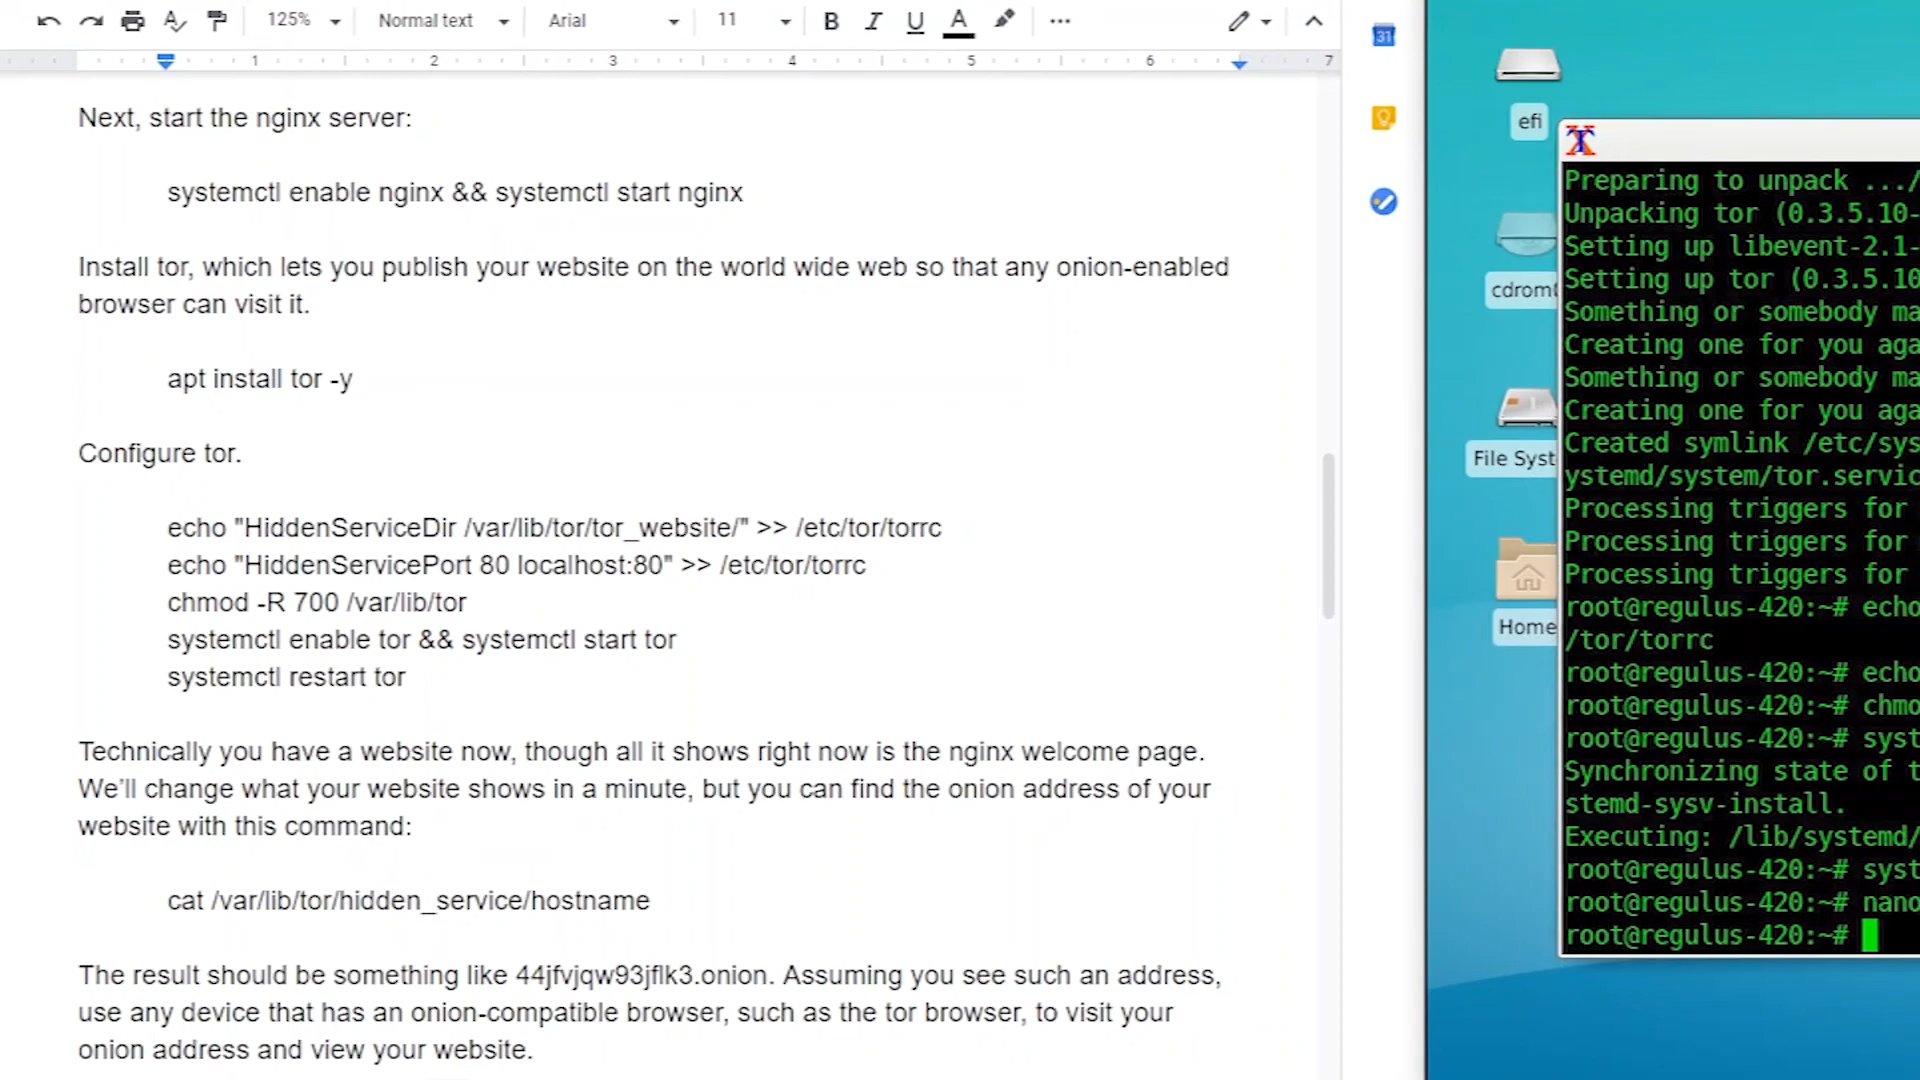 125%
Normal text
Arial
11
B I U A
1 2 3 4 5 6 7
Next, start the nginx server:
systemctl enable nginx && systemctl start nginx
Install tor, which lets you publish your website on the world wide web so that any onion-enabled
browser can visit it.
apt install tor -y
Configure tor.
echo "HiddenServiceDir /var/lib/tor/tor_website/" >> /etc/tor/torrc
echo "HiddenServicePort 80 localhost:80" >> /etc/tor/torrc
chmod -R 700 /var/lib/tor
systemctl enable tor && systemctl start tor
systemctl restart tor
Technically you have a website now, though all it shows right now is the nginx welcome page.
We'll change what your website shows in a minute, but you can find the onion address of your
website with this command:
cat /var/lib/tor/hidden_service/hostname
The result should be something like 44jfvjqw93jflk3.onion. Assuming you see such an address,
use any device that has an onion-compatible browser, such as the tor browser, to visit your
onion address and view your website.
31
efi
cdrom
File Syst
Home
Preparing to unpack .../
Unpacking tor (0.3.5.10-
Setting up libevent-2.1-
Setting up tor (0.3.5.10
Something or somebody ma
Creating one for you aga
Something or somebody ma
Creating one for you aga
Created symlink /etc/sys
ystemd/system/tor.servic
Processing triggers for
Processing triggers for
Processing triggers for
root@regulus-420:~# echo
/tor/torrc
root@regulus-420:~# echo
root@regulus-420:~# chmo
root@regulus-420:~# syst
Synchronizing state of t
stemd-sysv-install.
Executing: /lib/systemd/
root@regulus-420:~# syst
root@regulus-420:~# nano
root@regulus-420:~#